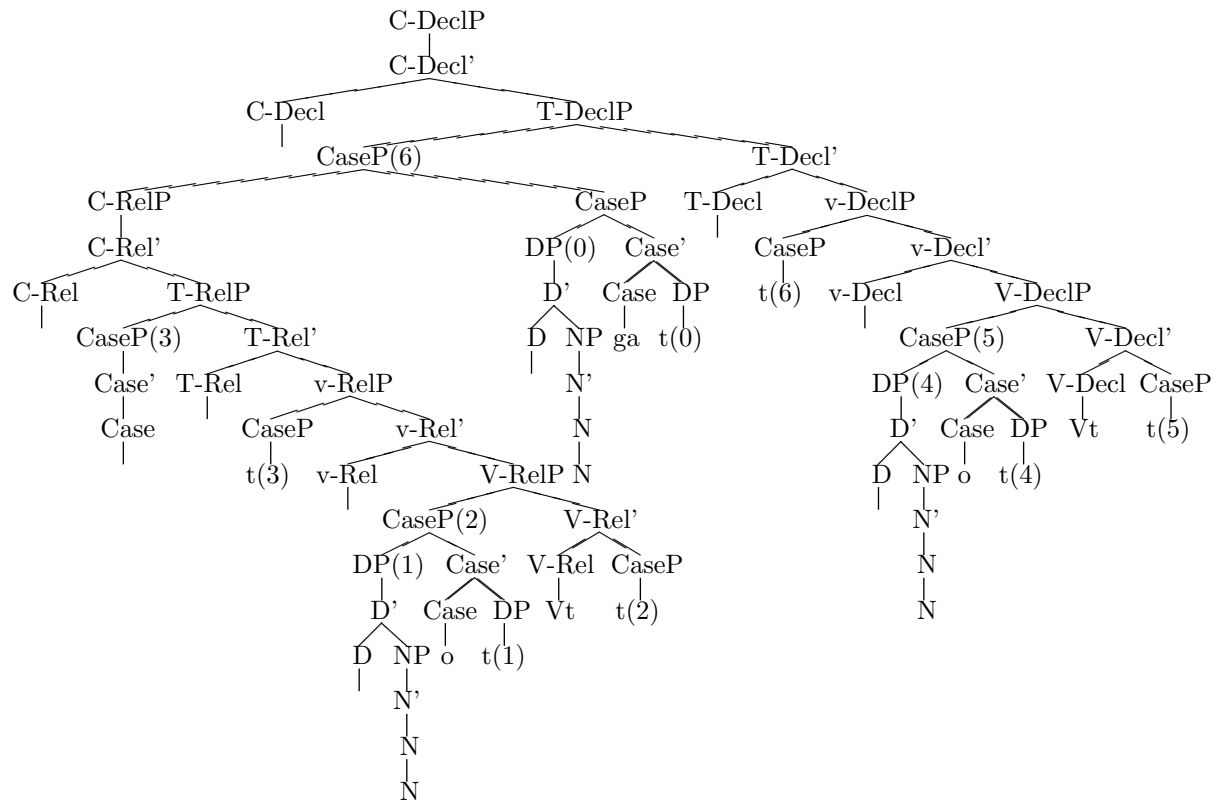 C-DeclP
C-Decl’
C-Decl T-DeclP
CaseP(6) T-Decl’
C-RelP CaseP T-Decl v-DeclP
C-Rel’ DP(0) Case’ CaseP v-Decl’
C-Rel T-RelP D’ Case DP t(6) v-Decl V-DeclP
CaseP(3) T-Rel’ D NP ga t(0) CaseP(5) V-Decl’
Case’ T-Rel v-RelP N’ DP(4) Case’ V-Decl CaseP
Case CaseP v-Rel’ N D’ Case DP Vt t(5)
t(3) v-Rel V-RelP N D NP o t(4)
CaseP(2) V-Rel’ N’
DP(1) Case’ V-Rel CaseP N
D’ Case DP Vt t(2) N
D NP o t(1)
N’
N
N